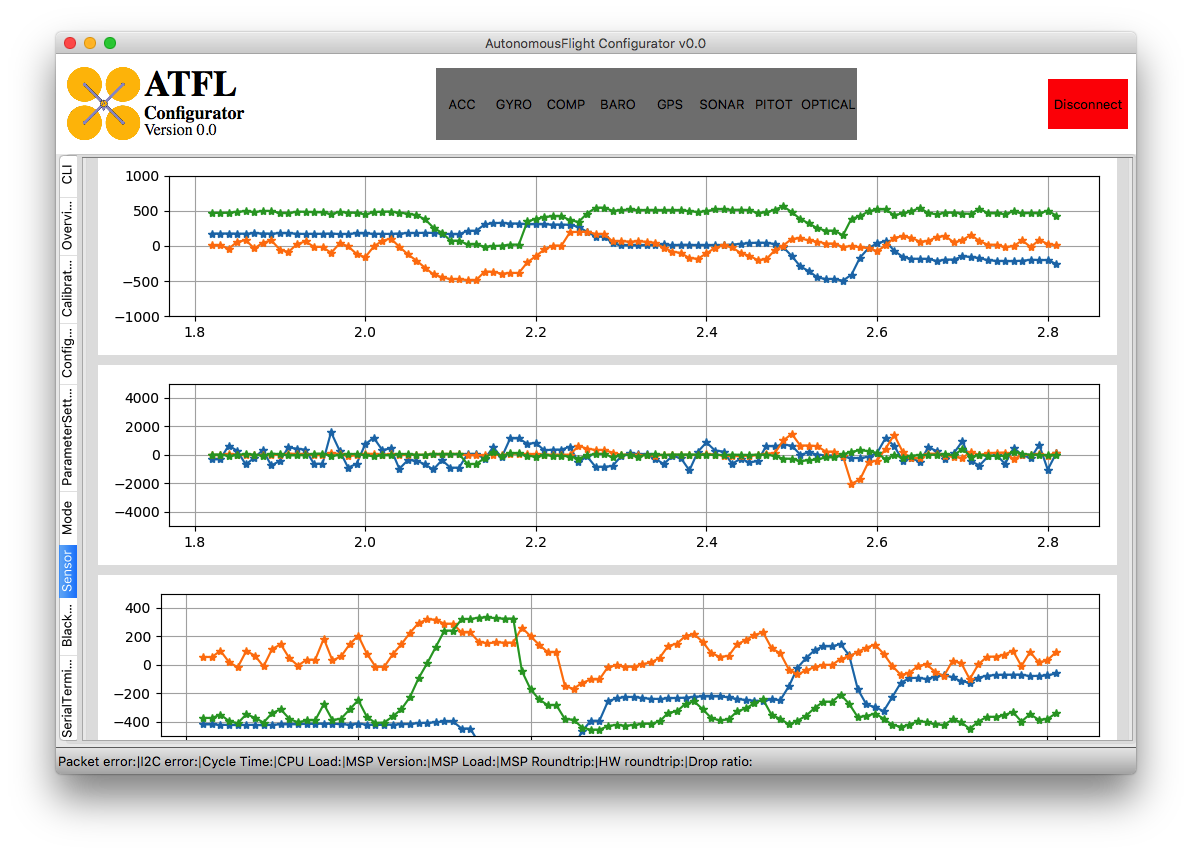 AutonomousFlight Configurator v0.0
ATFL
Configurator
Version 0.0
ACC GYRO COMP BARO GPS SONAR PITOT OPTICAL
Disconnect
CLI
Overvi...
Calibrat...
Config...
ParameterSett...
Mode
Sensor
Black...
SerialTermi...
1000
500
0
−500
−1000
1.8 2.0 2.2 2.4 2.6 2.8
4000
2000
0
−2000
−4000
1.8 2.0 2.2 2.4 2.6 2.8
400
200
0
−200
−400
Packet error:|I2C error:|Cycle Time:|CPU Load:|MSP Version:|MSP Load:|MSP Roundtrip:|HW roundtrip:|Drop ratio: